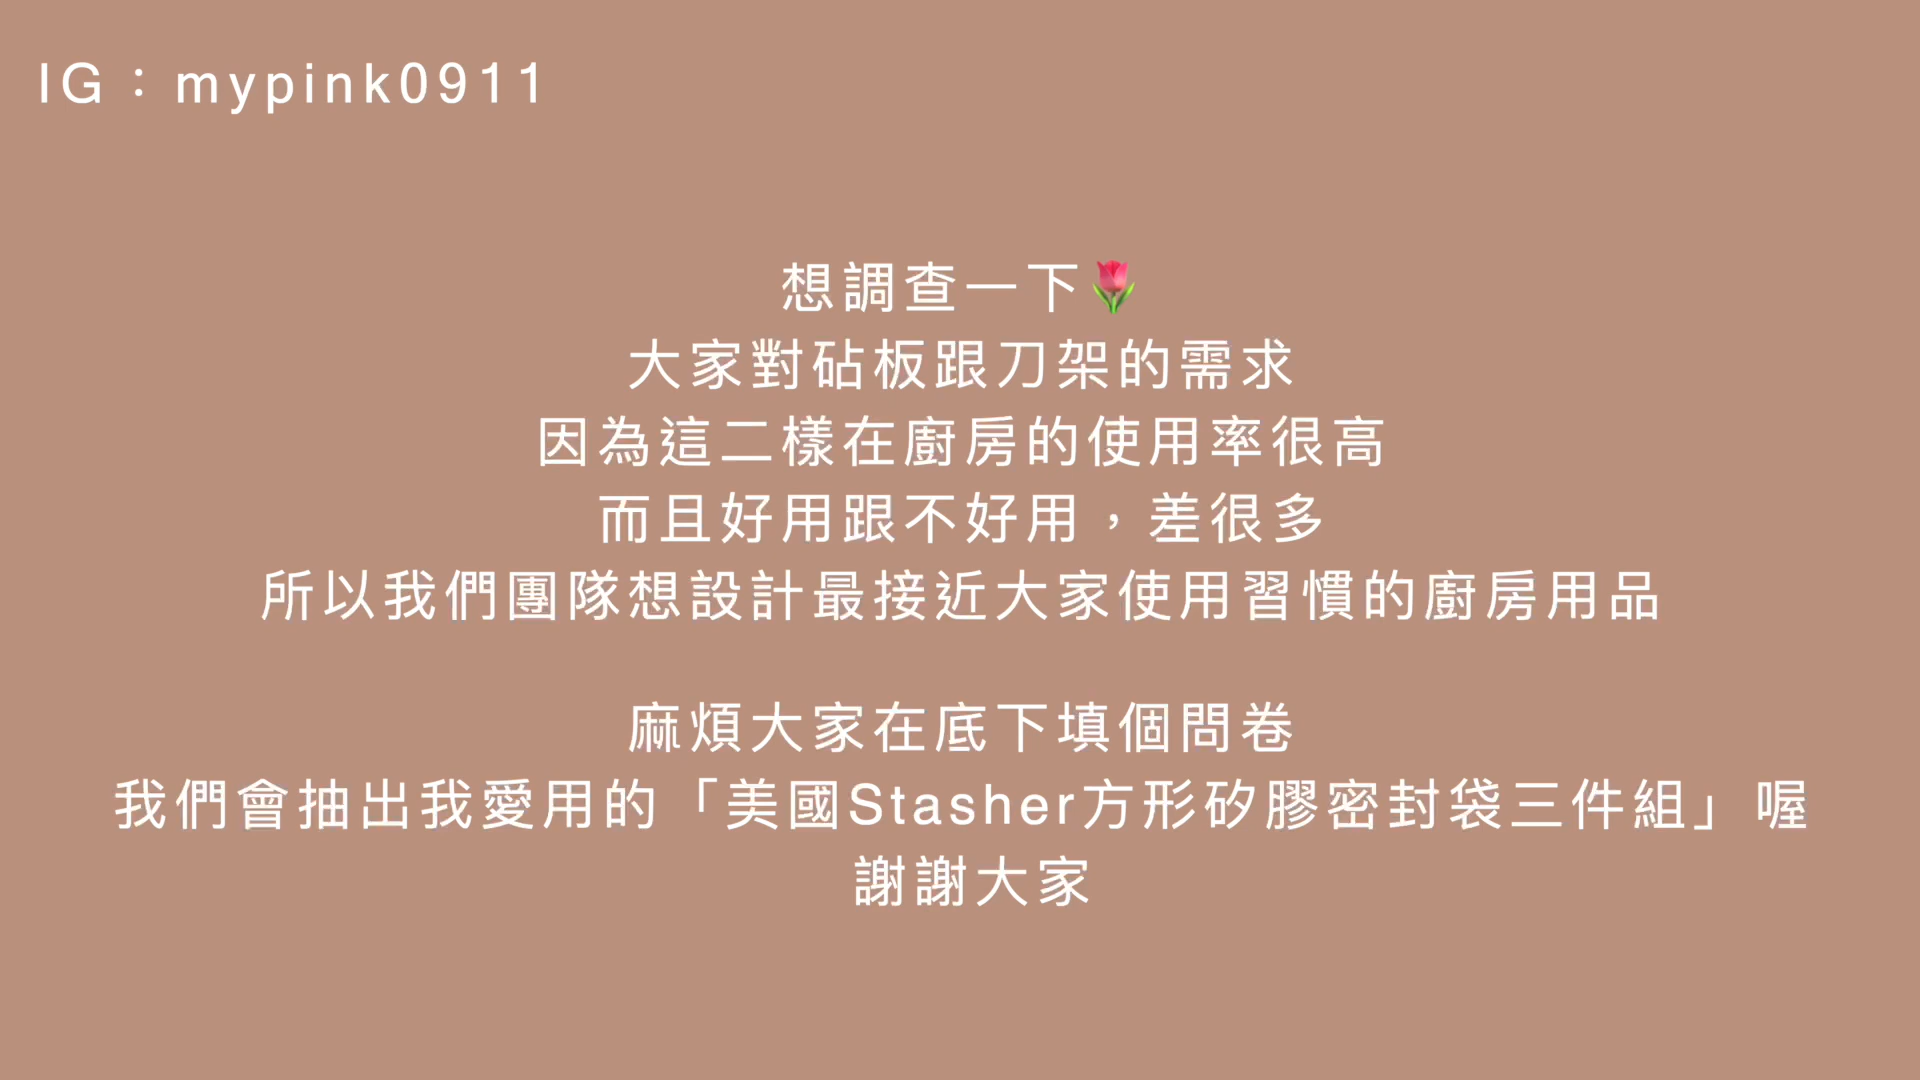 IG：mypink0911
想調查一下🌷
大家對砧板跟刀架的需求
因為這二樣在廚房的使用率很高
而且好用跟不好用，差很多
所以我們團隊想設計最接近大家使用習慣的廚房用品
麻煩大家在底下填個問卷
我們會抽出我愛用的「美國Stasher方形矽膠密封袋三件組」喔
謝謝大家